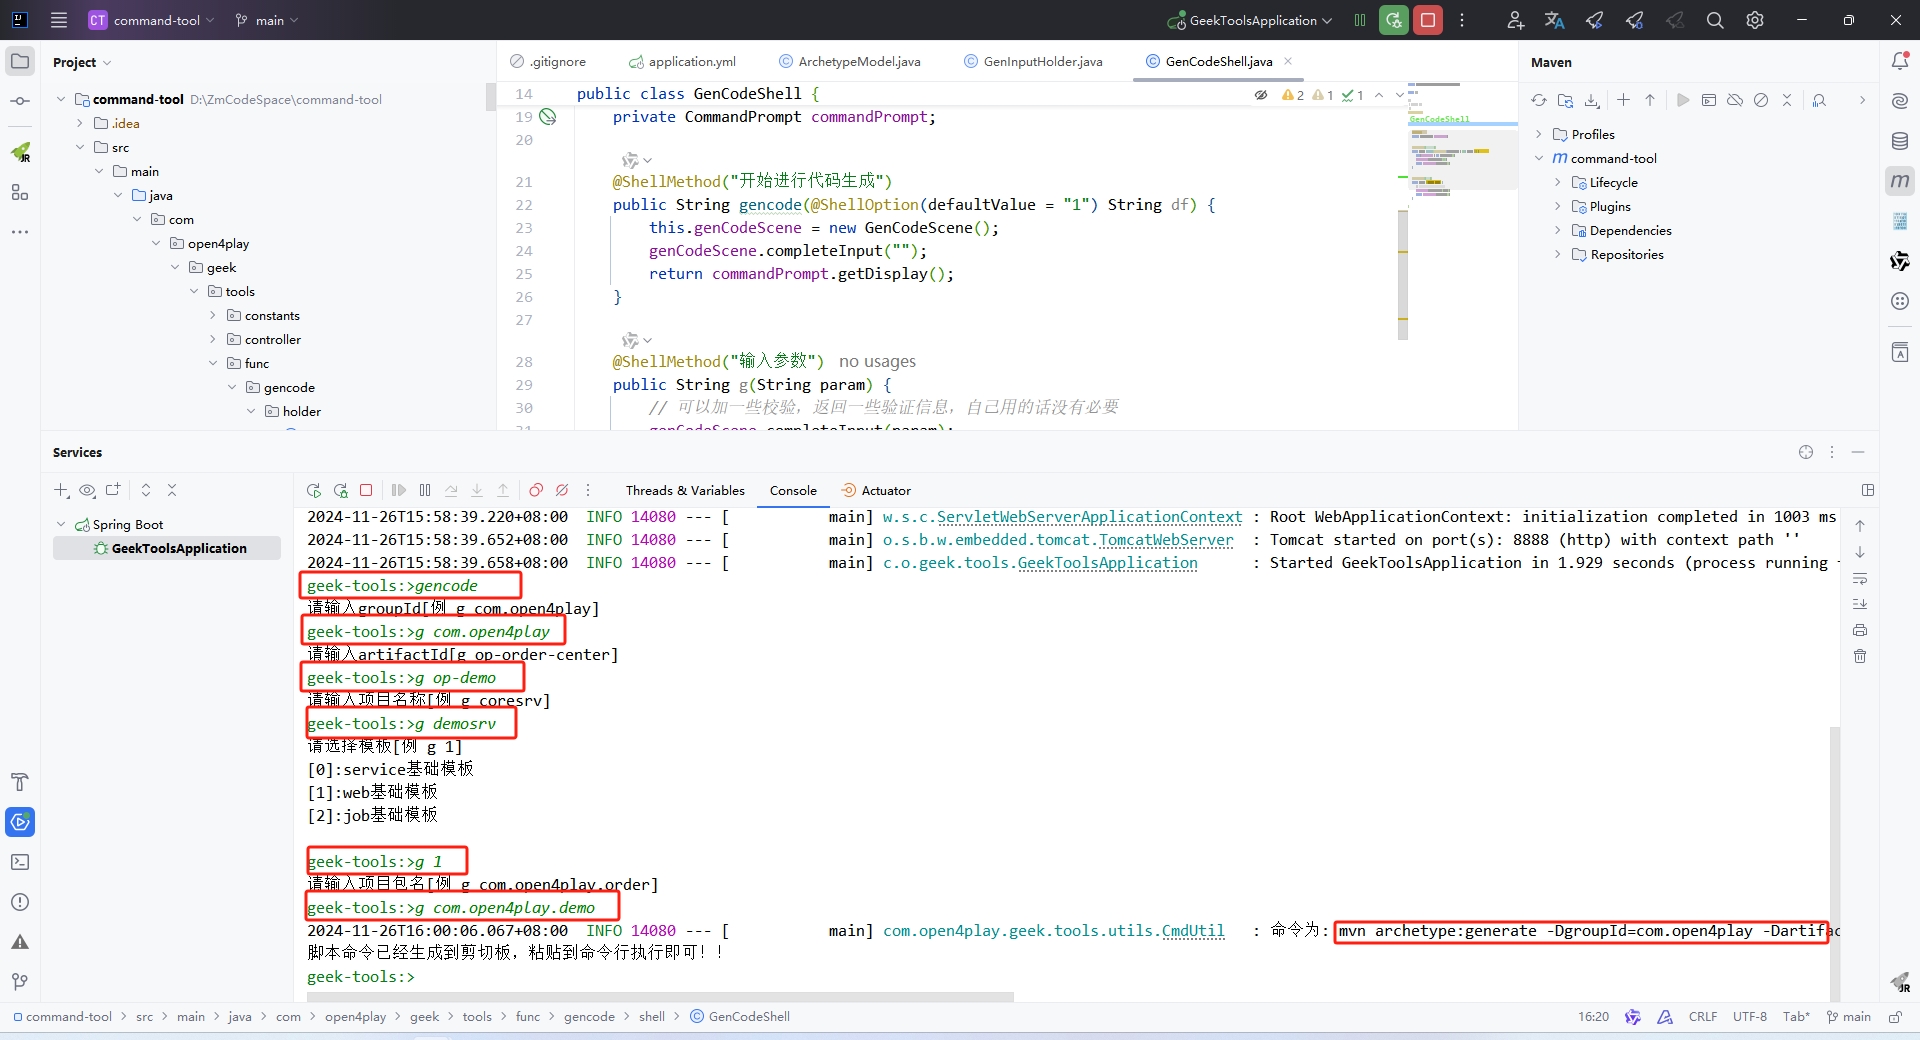 CT command-tool
main
GeekToolsApplication
Project
command-tool D:\ZmCodeSpace\command-tool
.idea
src
main
java
com
open4play
geek
tools
constants
controller
func
gencode
holder
.gitignore
application.yml
ArchetypeModel.java
GenInputHolder.java
GenCodeShell.java
14 public class GenCodeShell {
2 1 1
19 private CommandPrompt commandPrompt;
20
21 @ShellMethod("开始进行代码生成")
22 public String gencode(@ShellOption(defaultValue = "1") String df) {
23 this.genCodeScene = new GenCodeScene();
24 genCodeScene.completeInput("");
25 return commandPrompt.getDisplay();
26 }
27
28 @ShellMethod("输入参数") no usages
29 public String g(String param) {
30 // 可以加一些校验，返回一些验证信息，自己用的话没有必要
31 genCodeScene.completeInput(param);
GenCodeShell
Maven
Profiles
command-tool
Lifecycle
Plugins
Dependencies
Repositories
Services
Spring Boot
GeekToolsApplication
Threads & Variables
Console
Actuator
2024-11-26T15:58:39.220+08:00 INFO 14080 --- [ main] w.s.c.ServletWebServerApplicationContext : Root WebApplicationContext: initialization completed in 1003 ms
2024-11-26T15:58:39.652+08:00 INFO 14080 --- [ main] o.s.b.w.embedded.tomcat.TomcatWebServer : Tomcat started on port(s): 8888 (http) with context path ''
2024-11-26T15:58:39.658+08:00 INFO 14080 --- [ main] c.o.geek.tools.GeekToolsApplication : Started GeekToolsApplication in 1.929 seconds (process running
geek-tools:>gencode
请输入groupId[例 g com.open4play]
geek-tools:>g com.open4play
请输入artifactId[g op-order-center]
geek-tools:>g op-demo
请输入项目名称[例 g coresrv]
geek-tools:>g demosrv
请选择模板[例 g 1]
[0]:service基础模板
[1]:web基础模板
[2]:job基础模板
geek-tools:>g 1
请输入项目包名[例 g com.open4play.order]
geek-tools:>g com.open4play.demo
2024-11-26T16:00:06.067+08:00 INFO 14080 --- [ main] com.open4play.geek.tools.utils.CmdUtil : 命令为: mvn archetype:generate -DgroupId=com.open4play -Dartifac
脚本命令已经生成到剪切板，粘贴到命令行执行即可！！
geek-tools:>
command-tool > src > main > java > com > open4play > geek > tools > func > gencode > shell > GenCodeShell
16:20 CRLF UTF-8 Tab* main